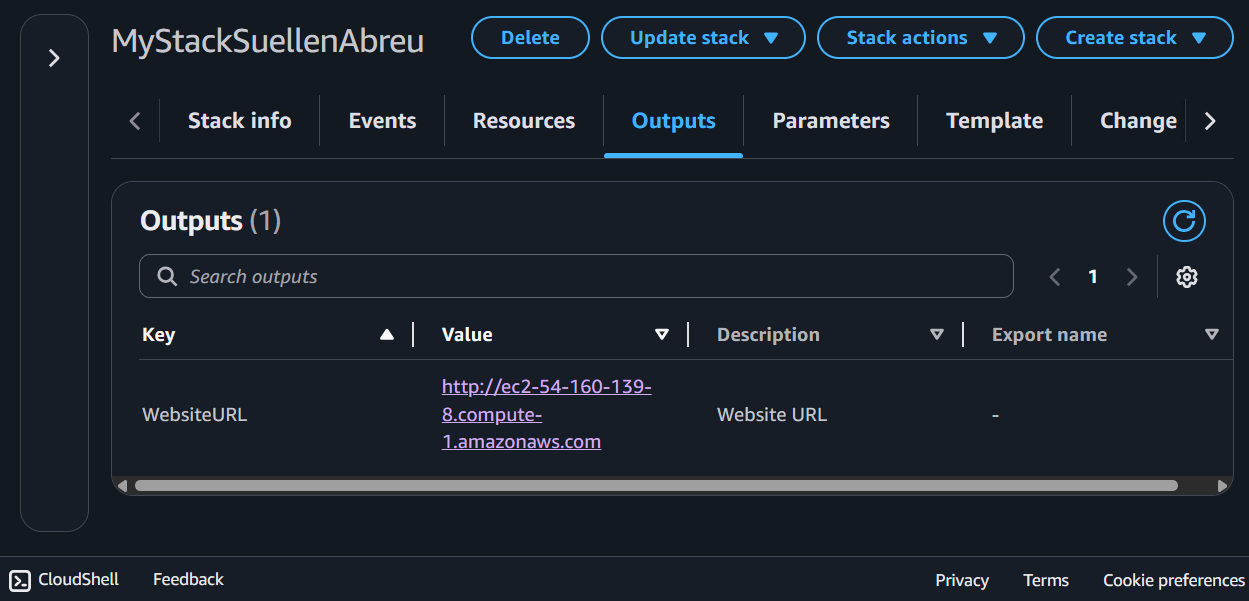 MyStackSuellenAbreu
Delete
Update stack
Stack actions
Create stack
Stack info
Events
Resources
Outputs
Parameters
Template
Change
Outputs (1)
Search outputs
1
Key
Value
Description
Export name
WebsiteURL
http://ec2-54-160-139-
8.compute-
1.amazonaws.com
Website URL
-
CloudShell
Feedback
Privacy
Terms
Cookie preferences